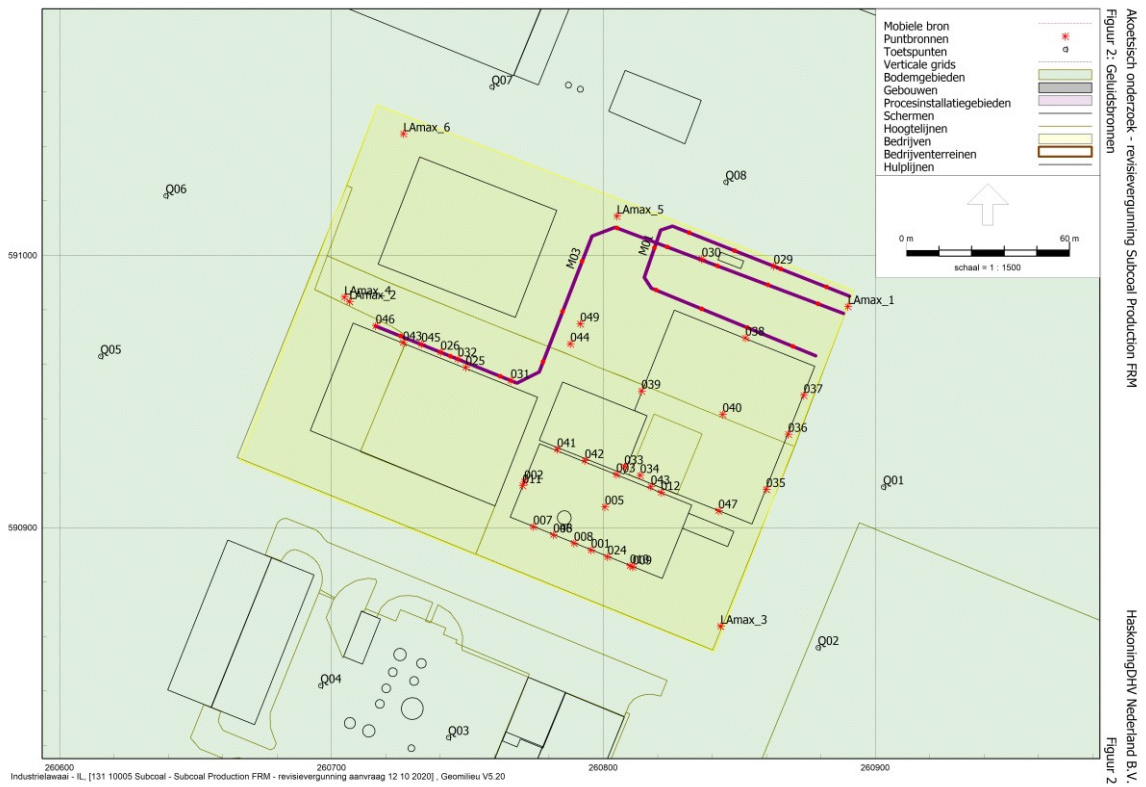 Akoetsisch onderzoek - revisievergunning Subcoal Production FRM
Figuur 2: Geluidsbronnen
HaskoningDHV Nederland B.V.
Figuur 2
Mobiele bron
Puntbronnen
Toetspunten
Verticale grids
Bodemgebieden
Gebouwen
Procesinstallatiegebieden
Schermen
Hoogtelijnen
Bedrijven
Bedrijventerreinen
Hulplijnen
0 m
60 m
schaal = 1 : 1500
Q07
LAmax_6
Q08
Q06
LAmax_5
M03
030
029
591000
LAmax_4
LAmax_2
LAmax_1
046
049
043
045
044
026
032
025
038
Q05
031
039
037
040
036
041
042
033
003
034
002
011
043
012
035
Q01
005
047
590900
007
008
001
024
009
LAmax_3
Q02
Q04
Q03
260600
260700
260800
260900
Industrielawaai - IL, [131 10005 Subcoal - Subcoal Production FRM - revisievergunning aanvraag 12 10 2020] , Geomilieu V5.20